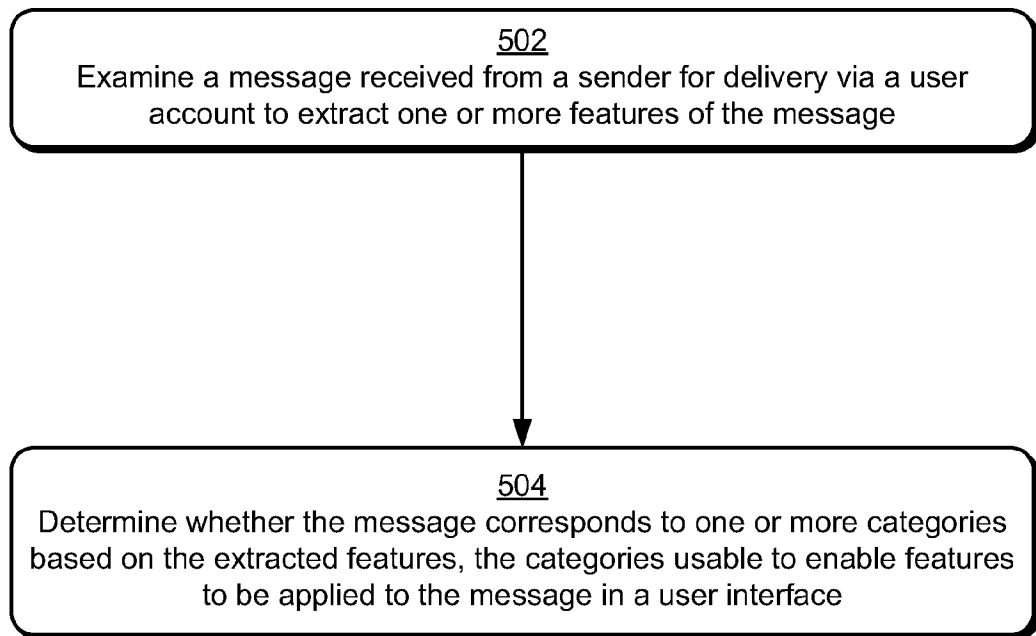 502
Examine a message received from a sender for delivery via a user
account to extract one or more features of the message
504
Determine whether the message corresponds to one or more categories
based on the extracted features, the categories usable to enable features
to be applied to the message in a user interface